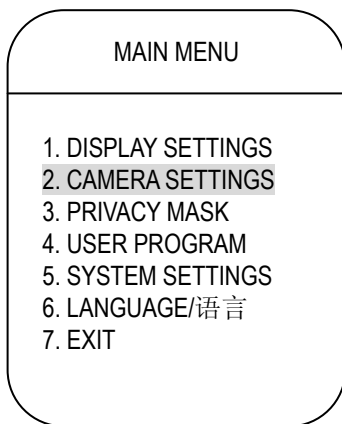 MAIN MENU
1. DISPLAY SETTINGS
2. CAMERA SETTINGS
3. PRIVACY MASK
4. USER PROGRAM
5. SYSTEM SETTINGS
6. LANGUAGE/语言
7. EXIT